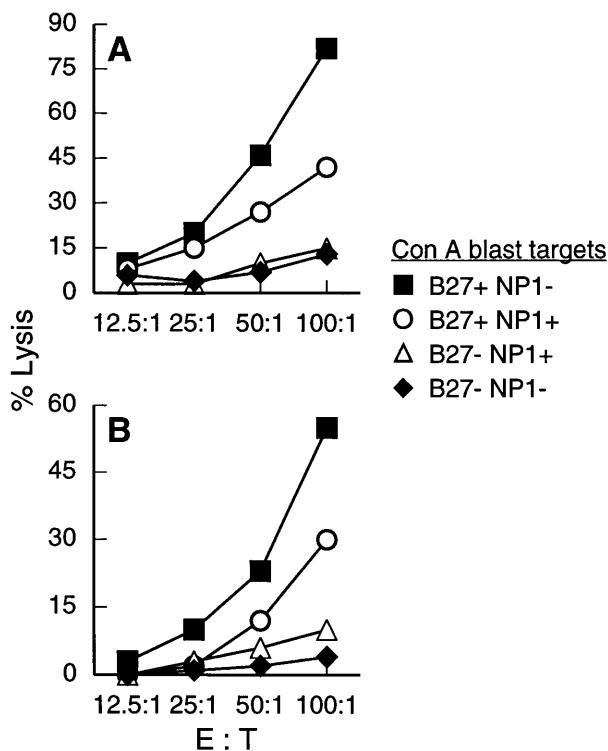 90
A
75
60
45
30
15
0
12.5:1 25:1 50:1 100:1
% Lysis
Con A blast targets
B27+ NP1-
B27+ NP1+
B27- NP1+
B27- NP1-
60
B
45
30
15
0
12.5:1 25:1 50:1 100:1
E : T